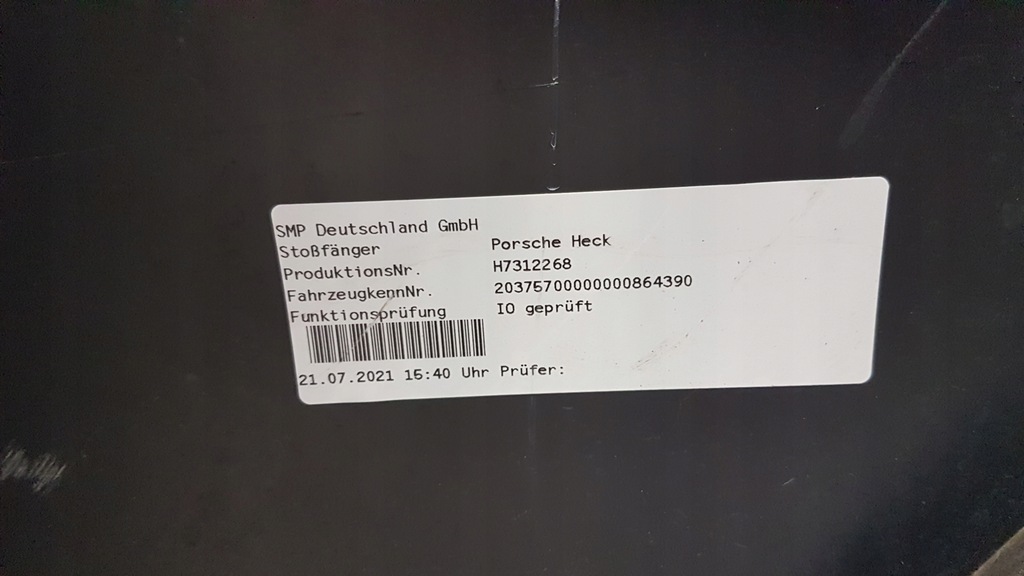 SMP Deutschland GmbH
Stoßfänger Porsche Heck
ProduktionsNr. H7312268
FahrzeugkennNr. 20375700000000864390
Funktionsprüfung IO geprüft
21.07.2021 15:40 Uhr Prüfer: